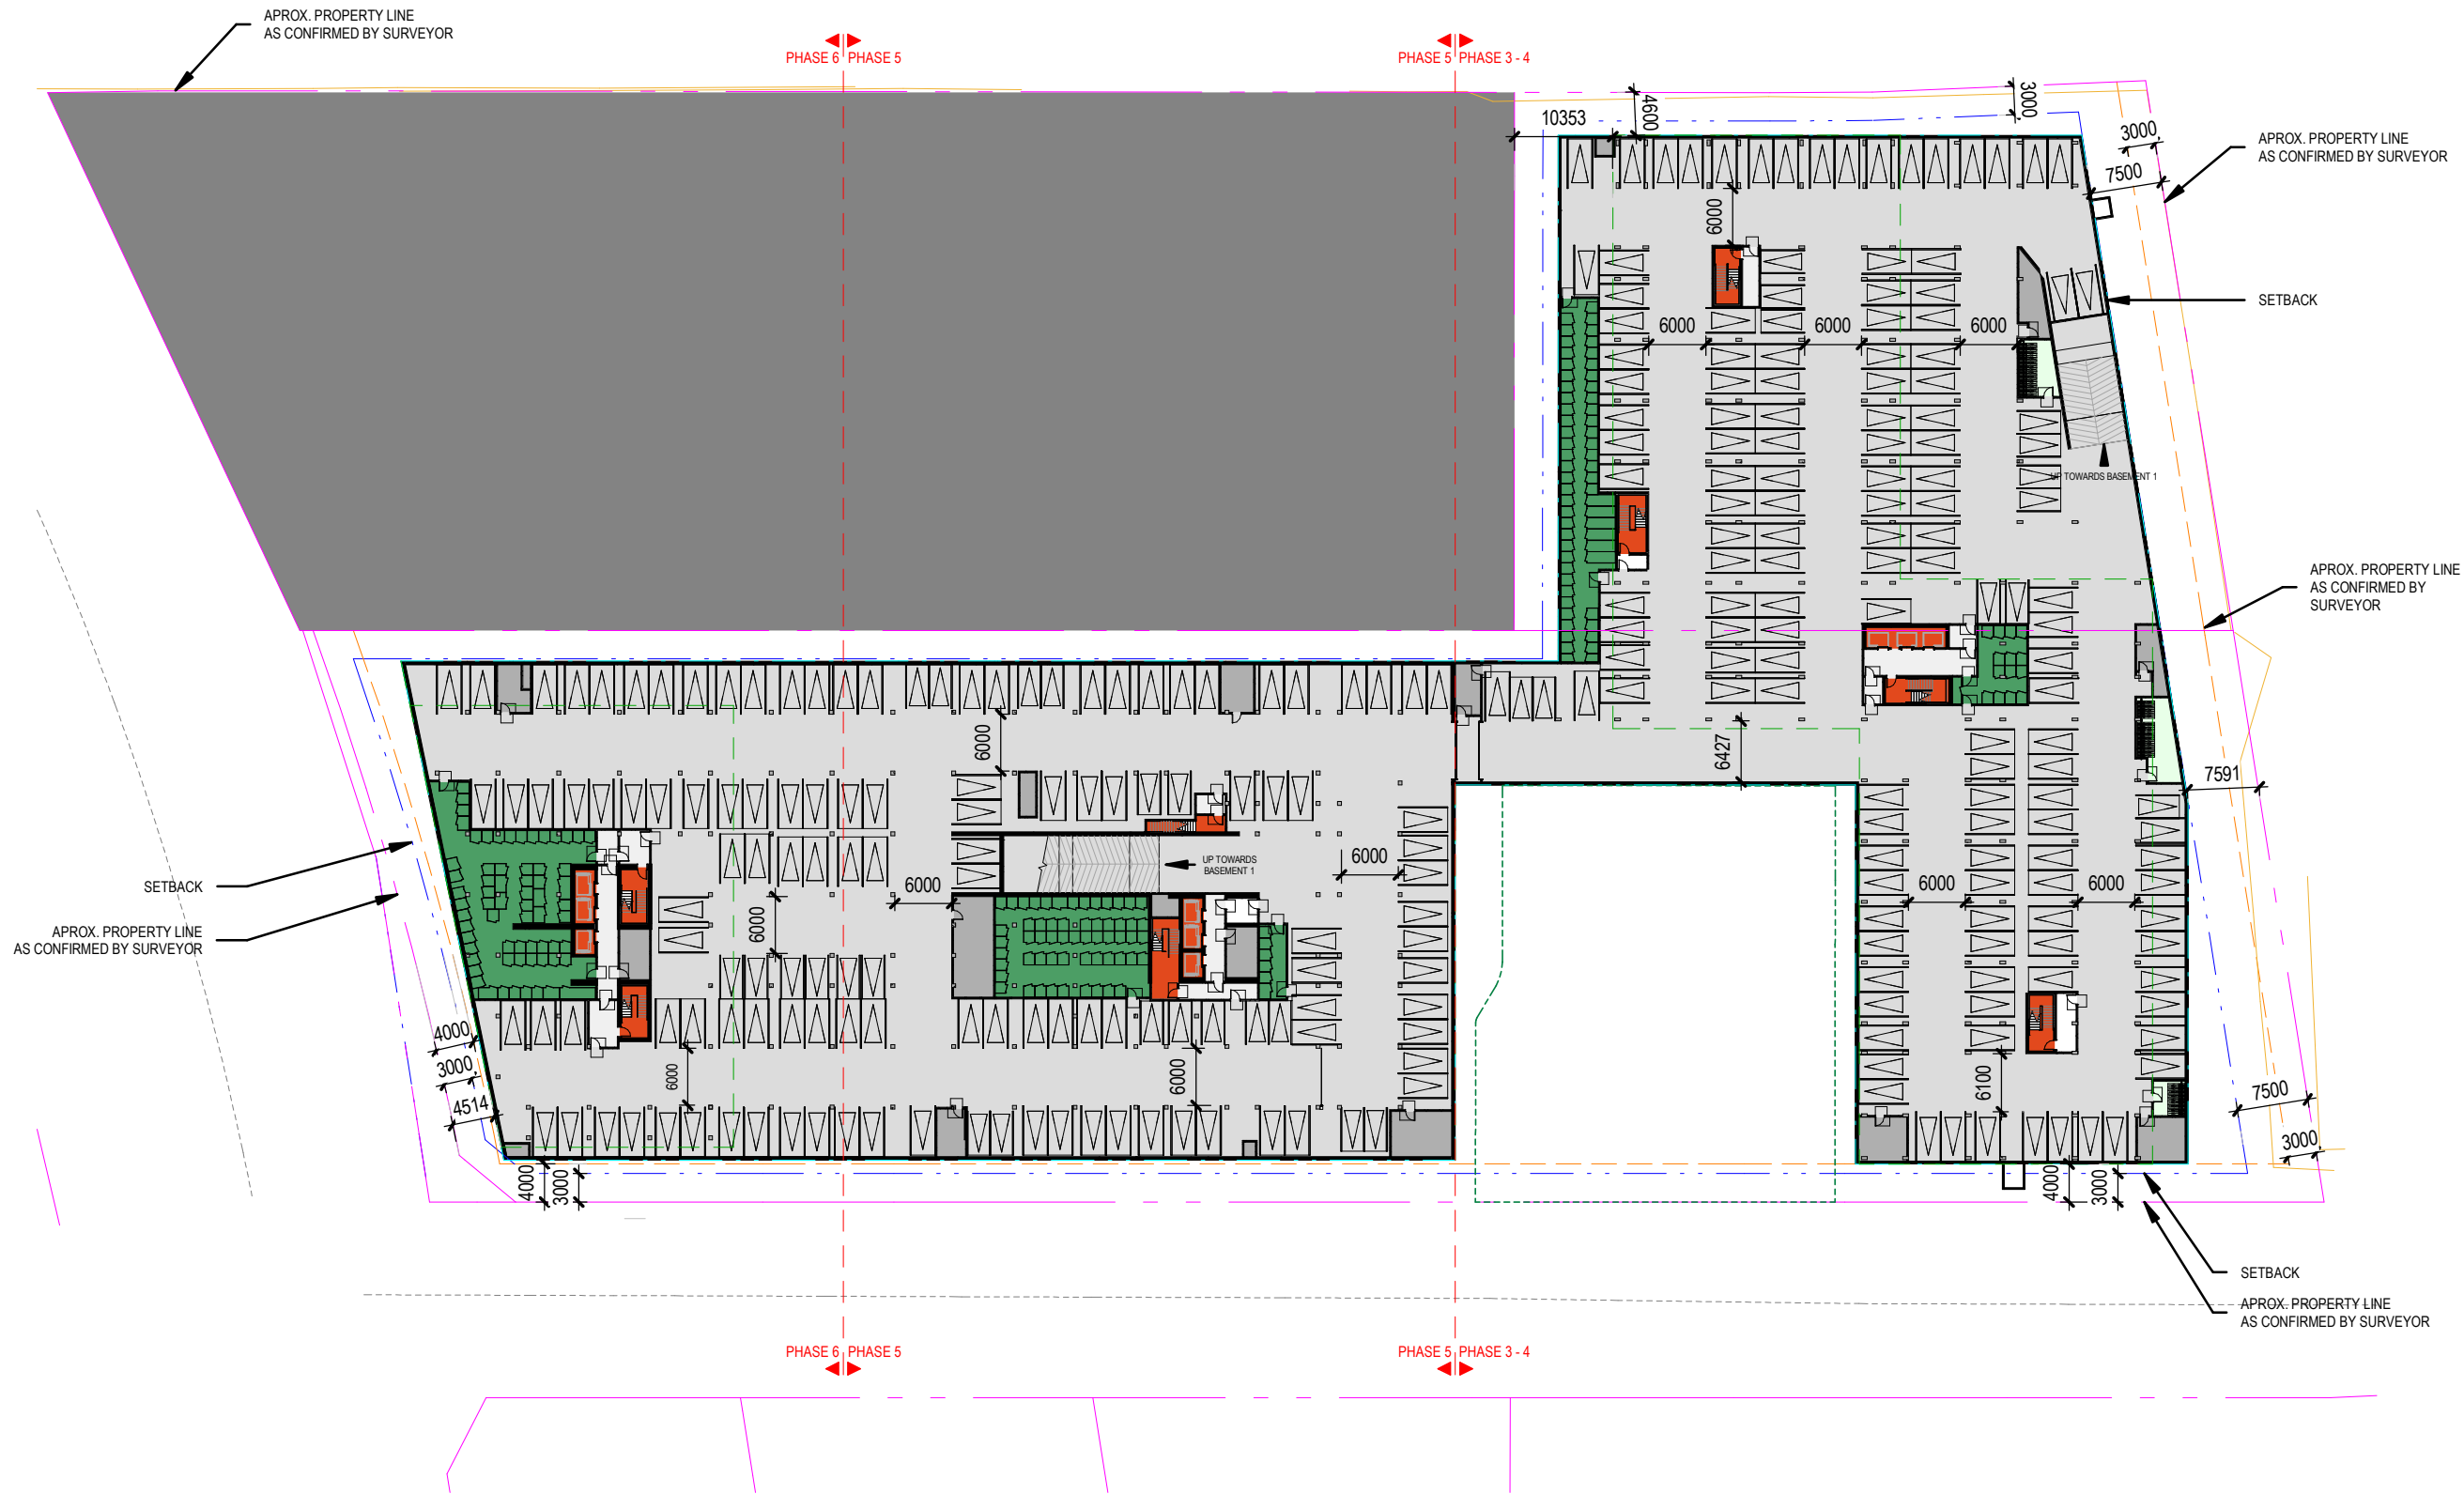 APROX. PROPERTY LINE
AS CONFIRMED BY SURVEYOR
PHASE 6 PHASE 5
PHASE 5 PHASE 3 - 4
4600
3000
10353
3000
APROX. PROPERTY LINE
AS CONFIRMED BY SURVEYOR
7500
6000
SETBACK
6000
6000
6000
UP TOWARDS BASEMENT 1
APROX. PROPERTY LINE
AS CONFIRMED BY
SURVEYOR
6000
6427
7591
UP TOWARDS
BASEMENT 1
6000
6000
6000
6000
6000
6000
SETBACK
APROX. PROPERTY LINE
AS CONFIRMED BY SURVEYOR
4000
3000
4514
6000
6000
6100
7500
3000
4000
3000
4000
3000
SETBACK
APROX. PROPERTY LINE
AS CONFIRMED BY SURVEYOR
PHASE 6 PHASE 5
PHASE 5 PHASE 3 - 4